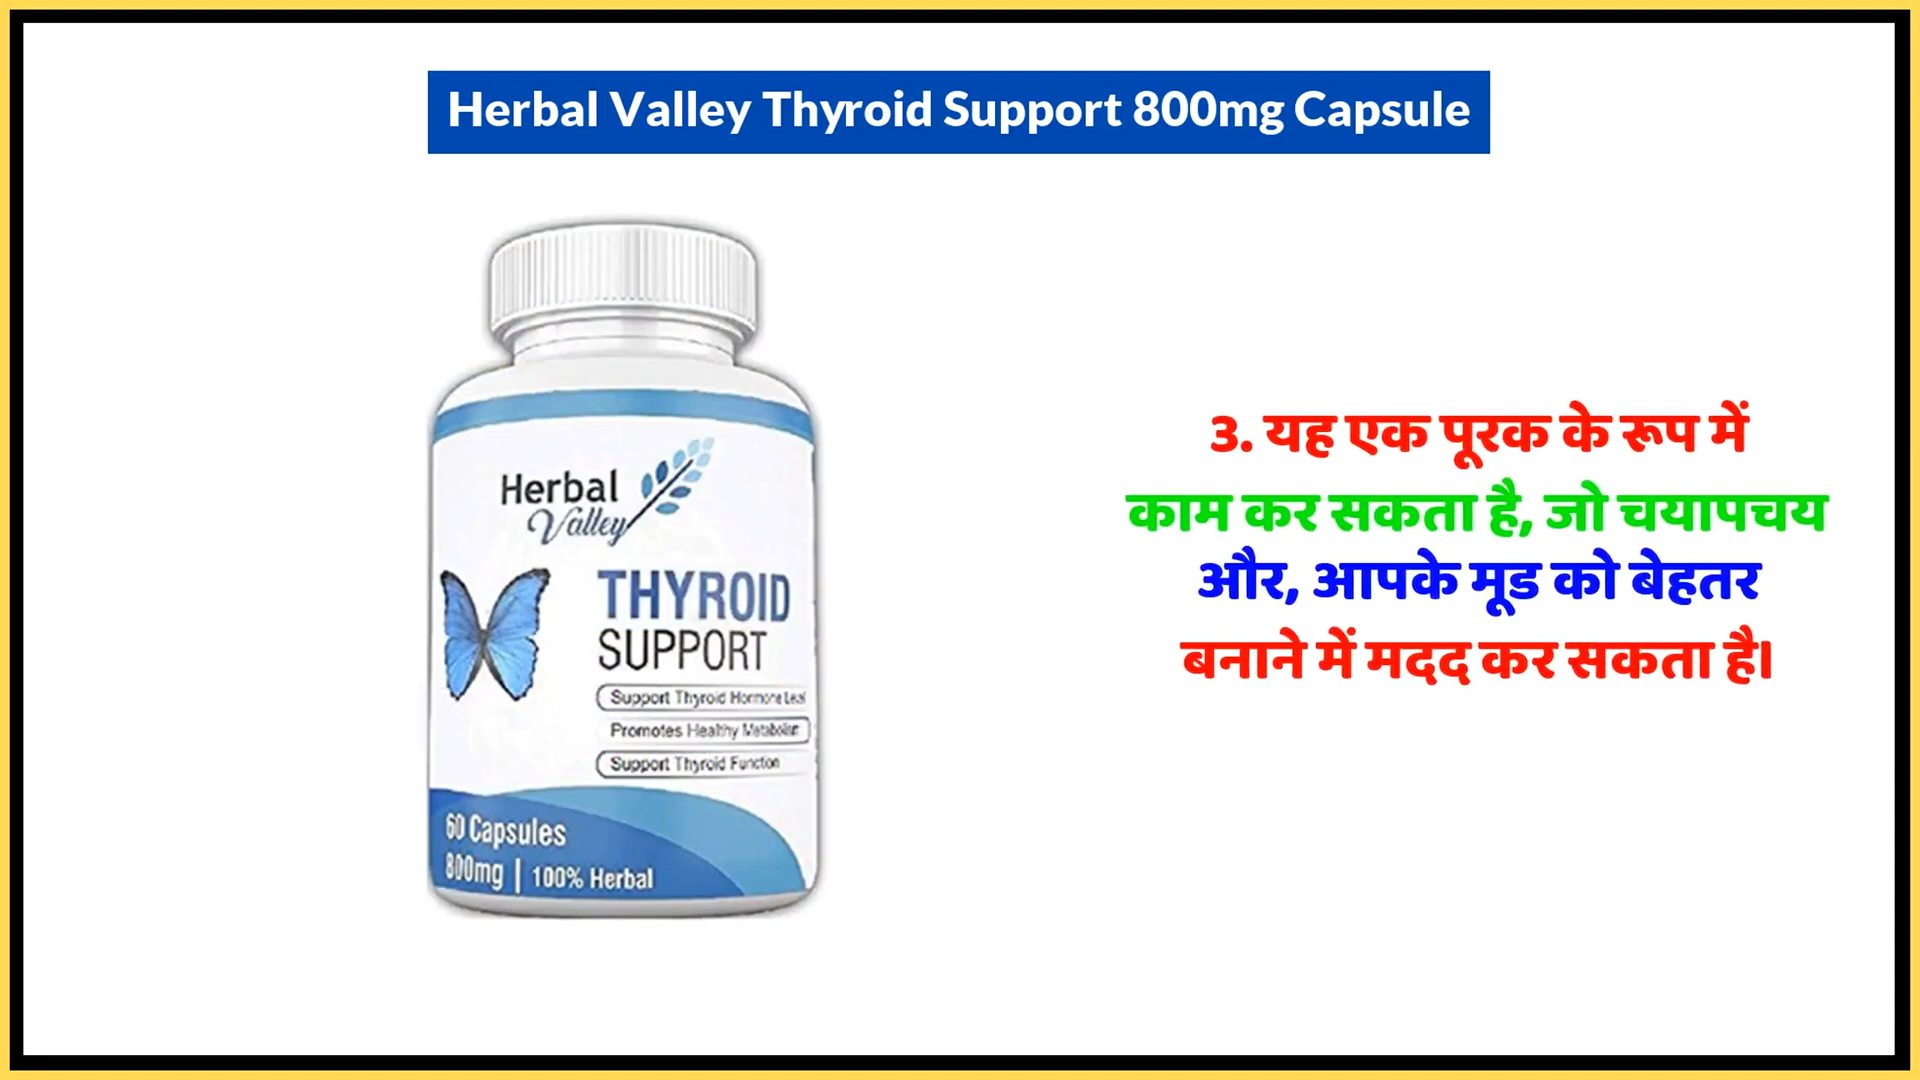 Herbal Valley Thyroid Support 800mg Capsule
Herbal
Valley
THYROID
SUPPORT
Support Thyroid Hormone Level
Promotes Healthy Metabolism
Support Thyroid Function
60 Capsules
800mg | 100% Herbal
3. यह एक पूरक के रूप में
काम कर सकता है, जो चयापचय
और, आपके मूड को बेहतर
बनाने में मदद कर सकता है।